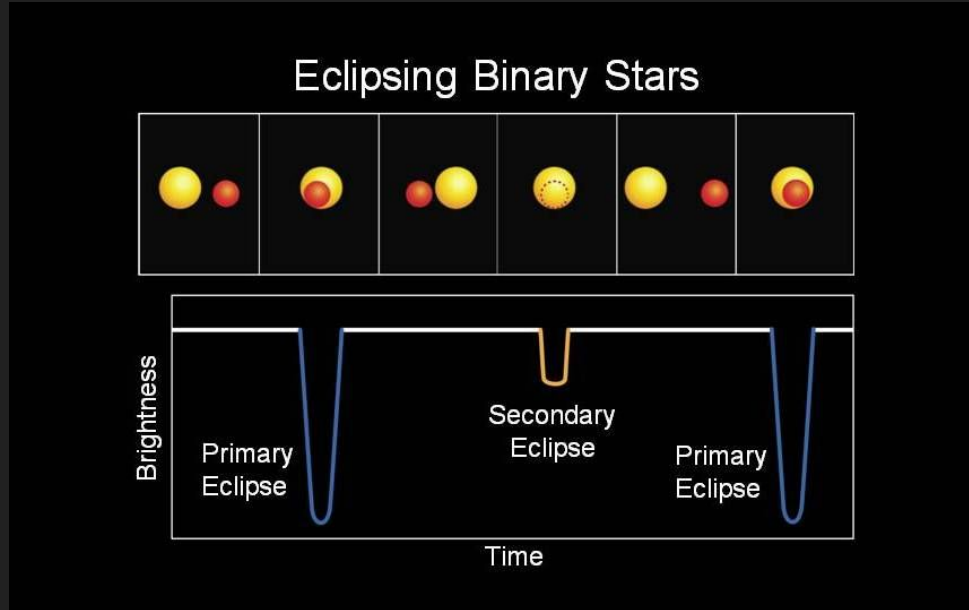 Eclipsing Binary Stars
Brightness
Primary
Eclipse
Secondary
Eclipse
Primary
Eclipse
Time